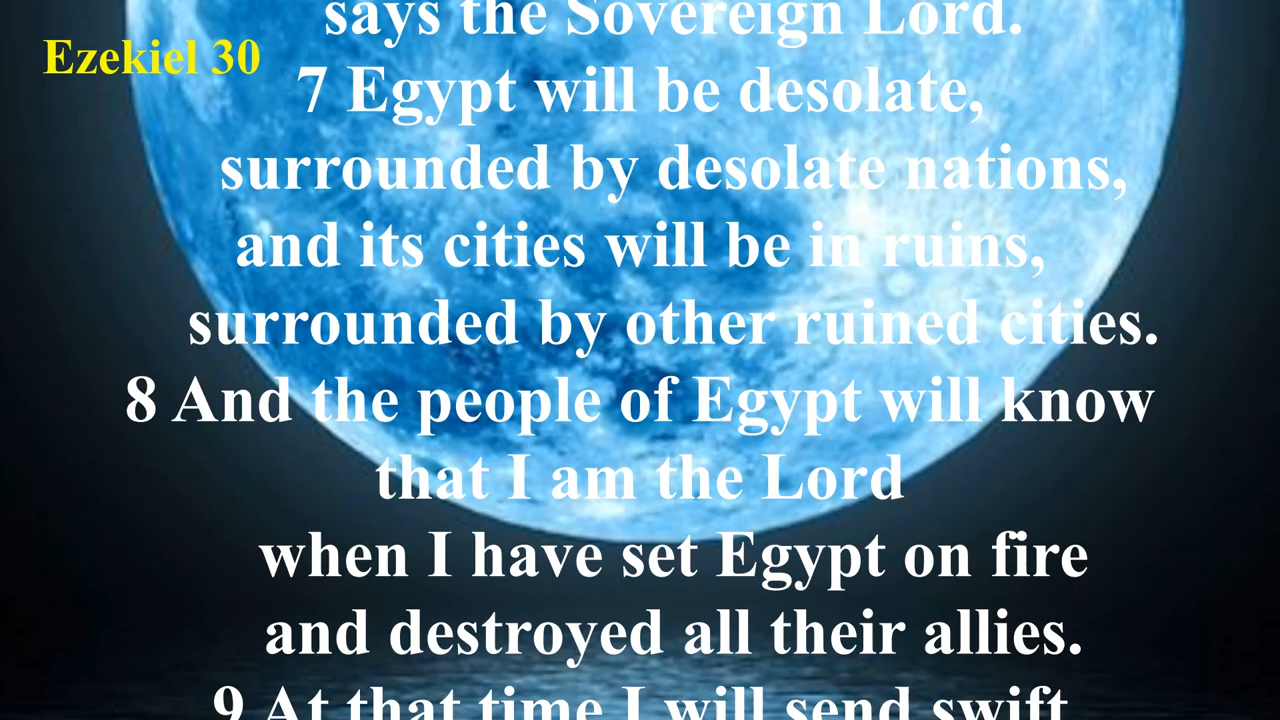 says the Sovereign Lord.
Ezekiel 30
7 Egypt will be desolate,
surrounded by desolate nations,
and its cities will be in ruins,
surrounded by other ruined cities.
8 And the people of Egypt will know
that I am the Lord
when I have set Egypt on fire
and destroyed all their allies.
9 At that time I will send swift